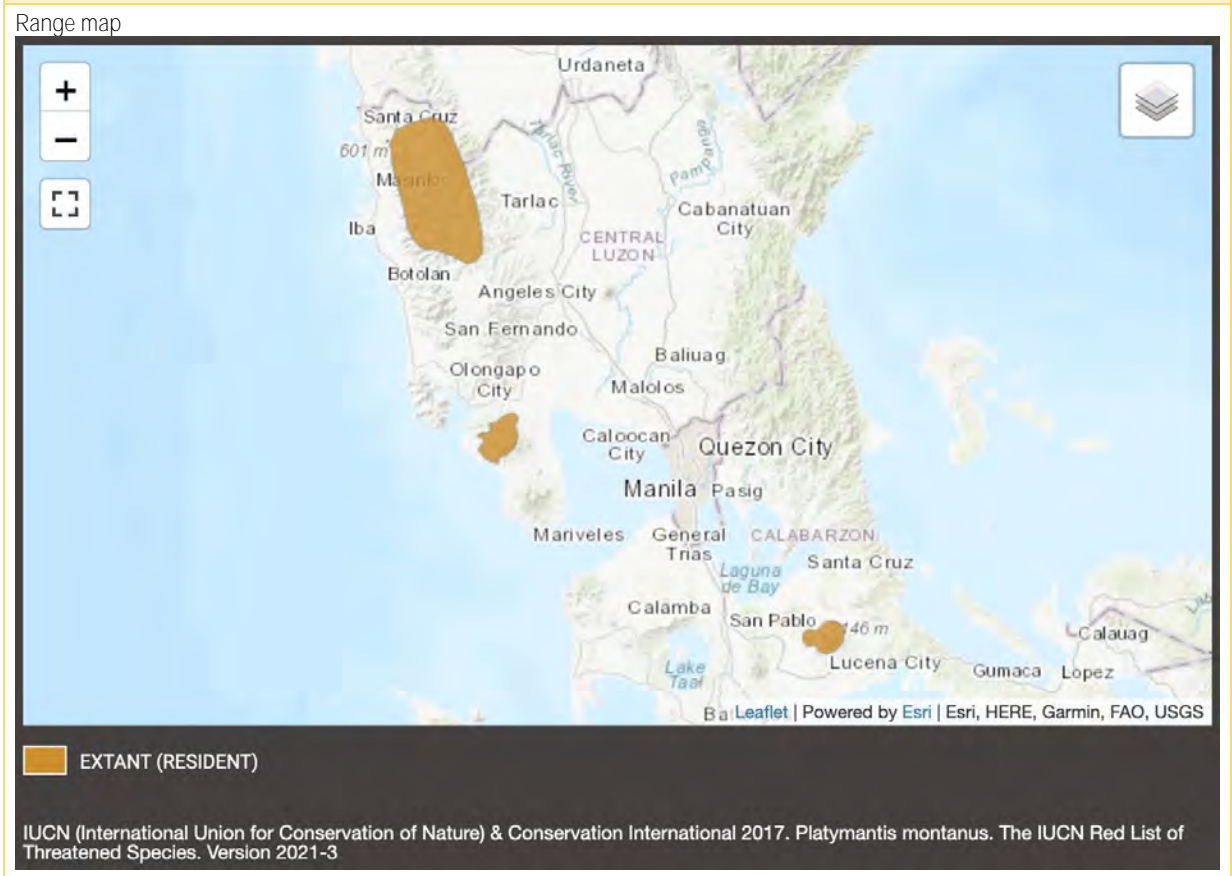 Range map
+
−
Urdaneta
Santa Cruz
601 m
Tarlac River
Pampanga
Tarlac
Cabanatuan
City
Iba
CENTRAL
LUZON
Botolan
Angeles City
San Fernando
Baliuag
Olongapo
City
Malolos
Caloocan
City
Quezon City
Manila
Pasig
Mariveles
General
Trias
CALABARZON
Santa Cruz
Laguna
de Bay
Calamba
San Pablo
146 m
Calauag
Lucena City
Gumaca
Lopez
Lake
Taal
Ba
Leaflet | Powered by Esri | Esri, HERE, Garmin, FAO, USGS
EXTANT (RESIDENT)
IUCN (International Union for Conservation of Nature) & Conservation International 2017. Platymantis montanus. The IUCN Red List of
Threatened Species. Version 2021-3